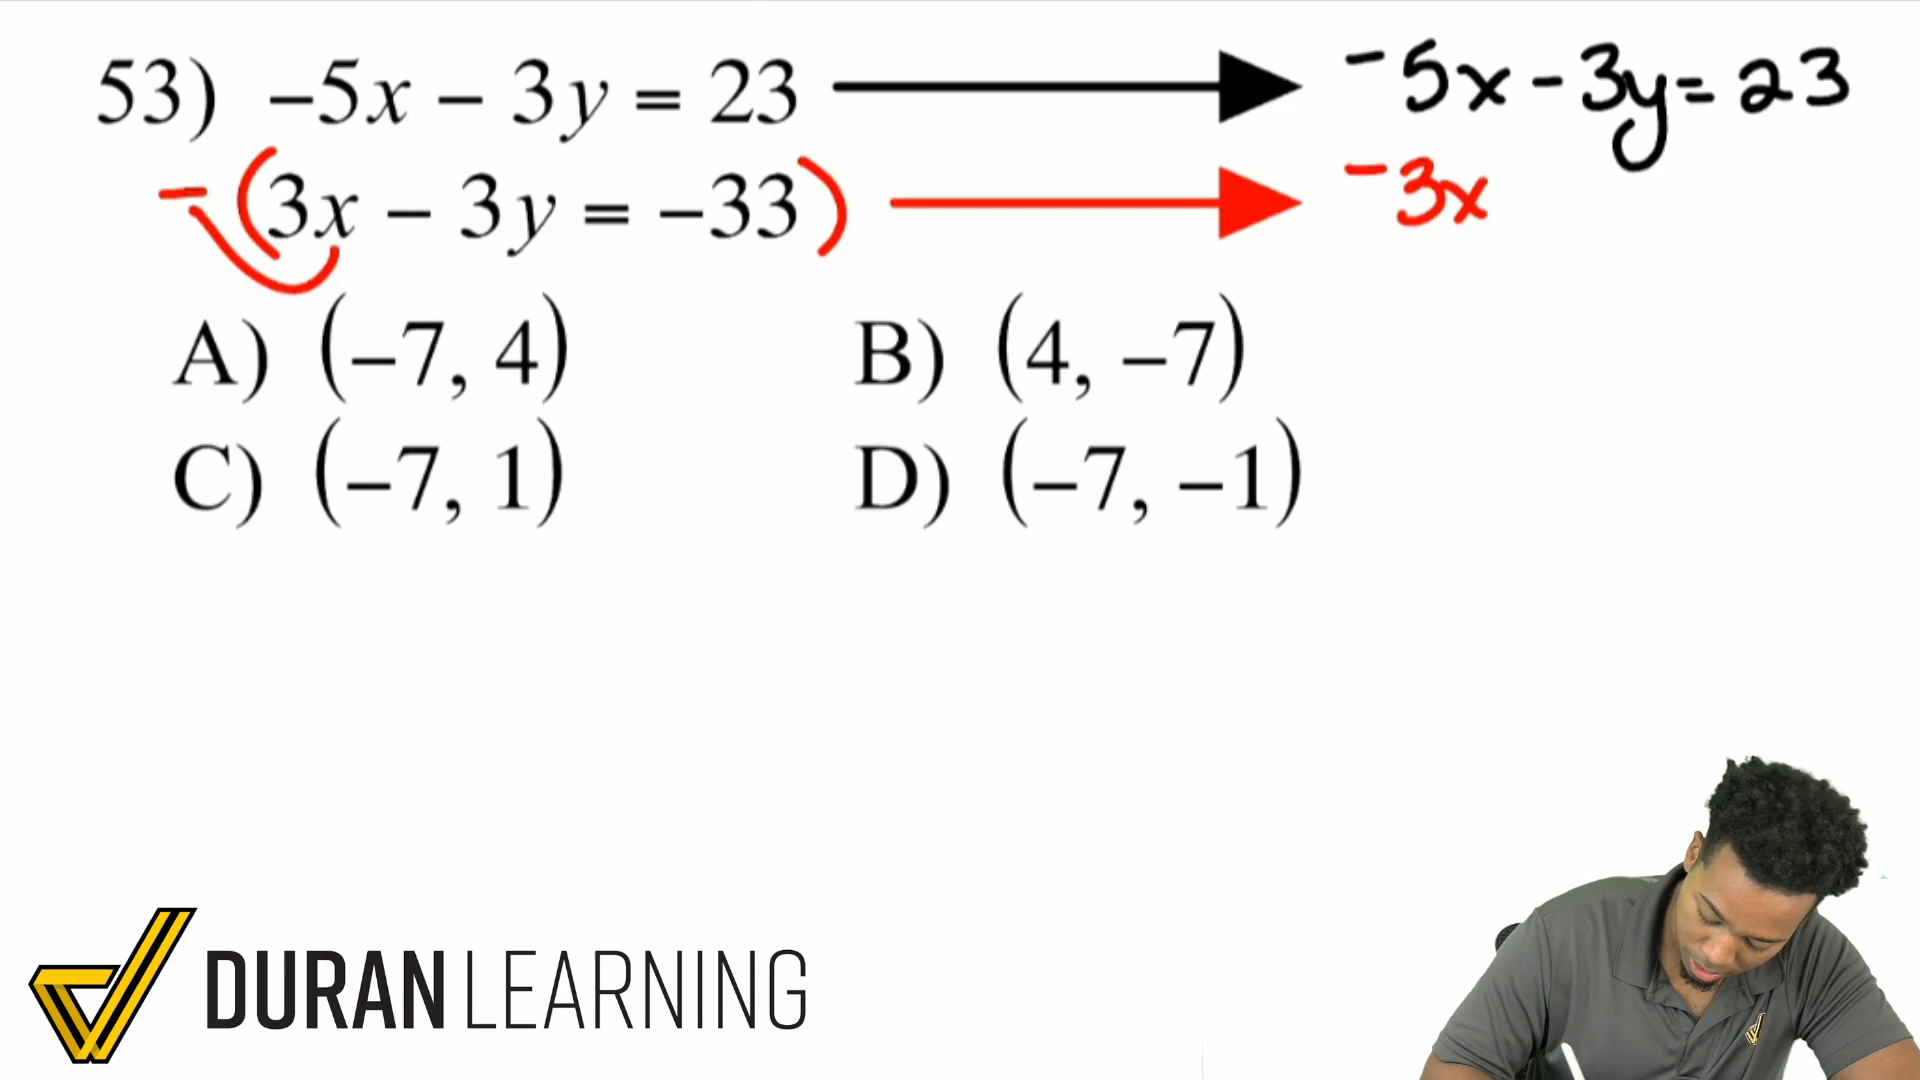 53) −5x − 3y = 23 -5x - 3y = 23
- (3x − 3y = −33) -3x
A) (−7, 4) B) (4, −7)
C) (−7, 1) D) (−7, −1)
DURAN LEARNING